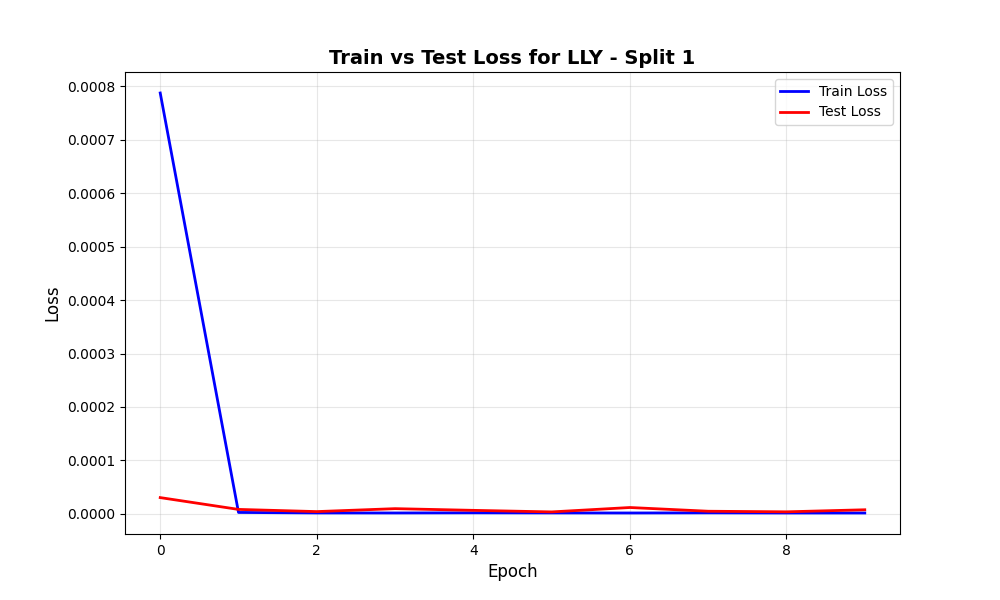 Train vs Test Loss for LLY - Split 1
Train Loss
Test Loss
Loss
0.0008
0.0007
0.0006
0.0005
0.0004
0.0003
0.0002
0.0001
0.0000
0 2 4 6 8
Epoch